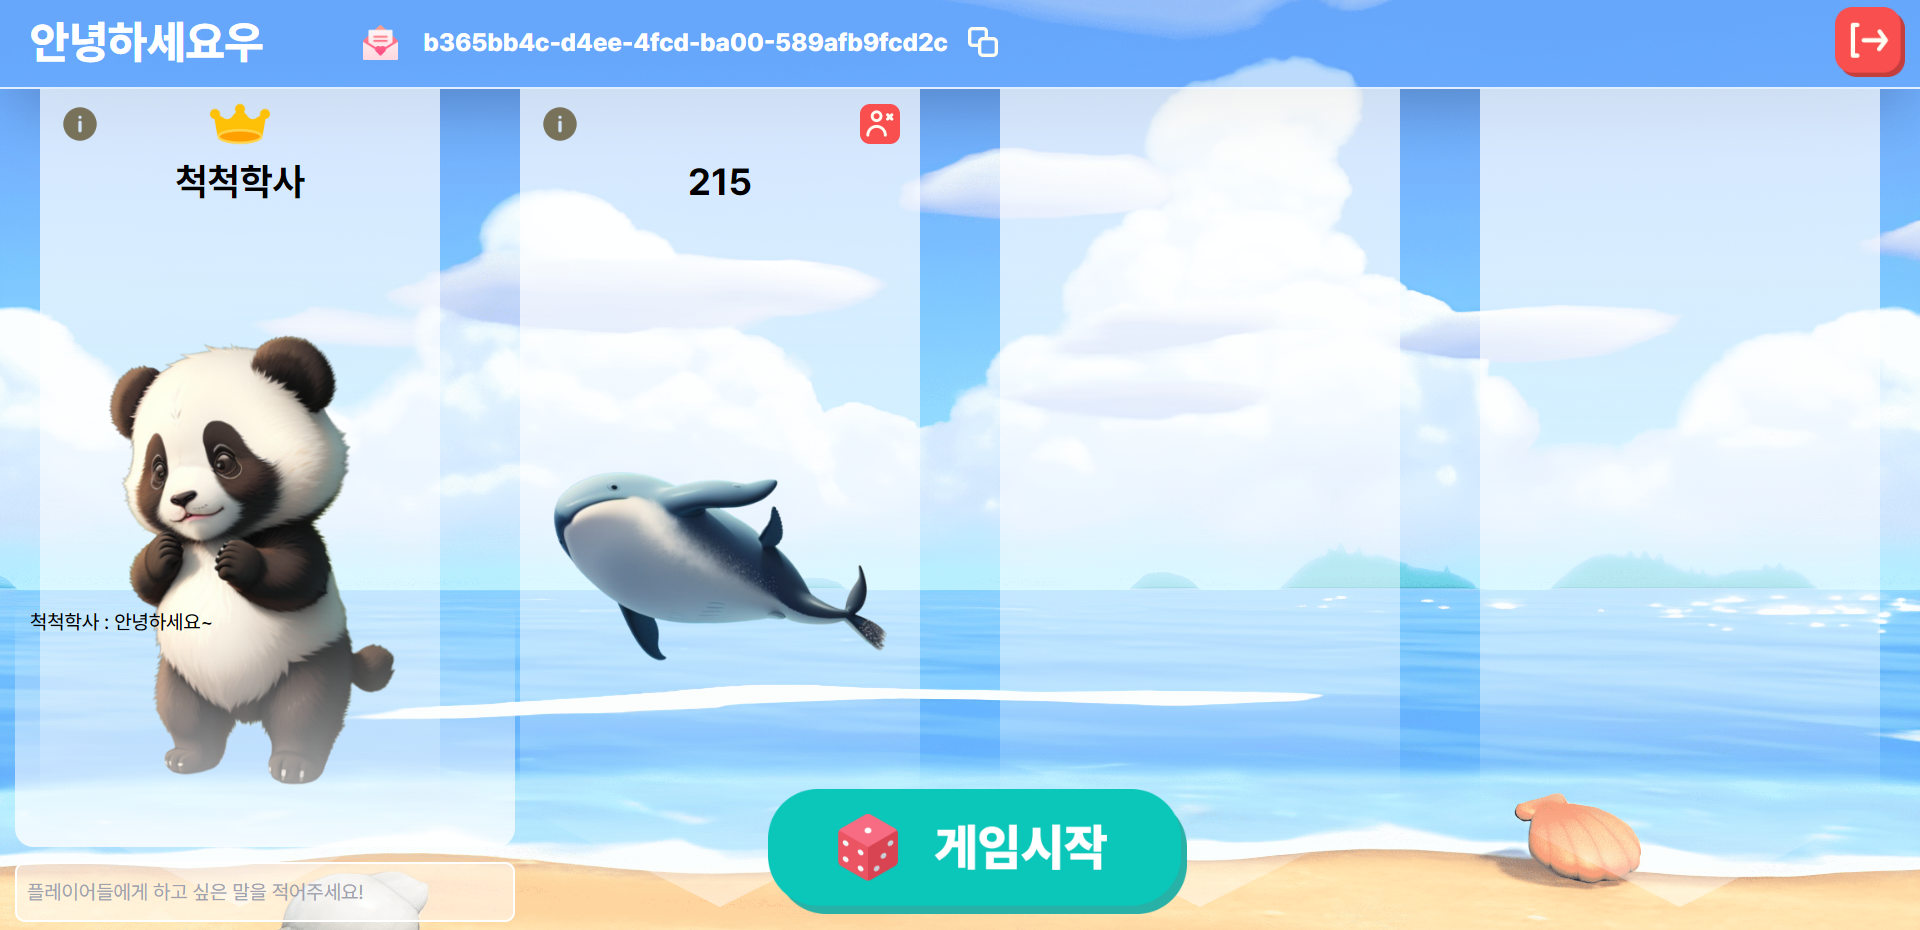 안녕하세요우
b365bb4c-d4ee-4fcd-ba00-589afb9fcd2c
척척학사
215
척척학사 : 안녕하세요~
게임시작
플레이어들에게 하고 싶은 말을 적어주세요!